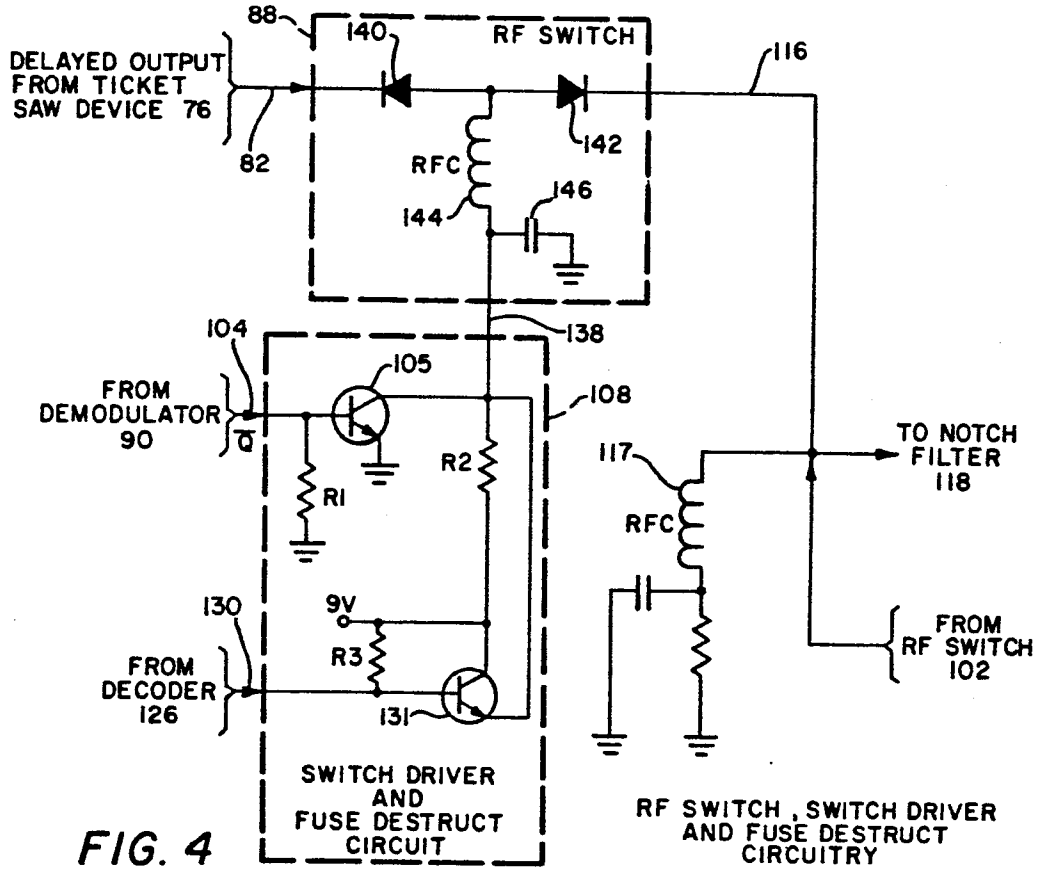 88
140
RF SWITCH
116
DELAYED OUTPUT
FROM TICKET
SAW DEVICE 76
82
142
RFC
144
146
138
104
105
108
FROM
DEMODULATOR
90
Q̅
R1
R2
117
RFC
TO NOTCH
FILTER
118
130
9V
R3
FROM
DECODER
126
131
FROM
RF SWITCH
102
SWITCH DRIVER
AND
FUSE DESTRUCT
CIRCUIT
RF SWITCH, SWITCH DRIVER
AND FUSE DESTRUCT
CIRCUITRY
FIG. 4